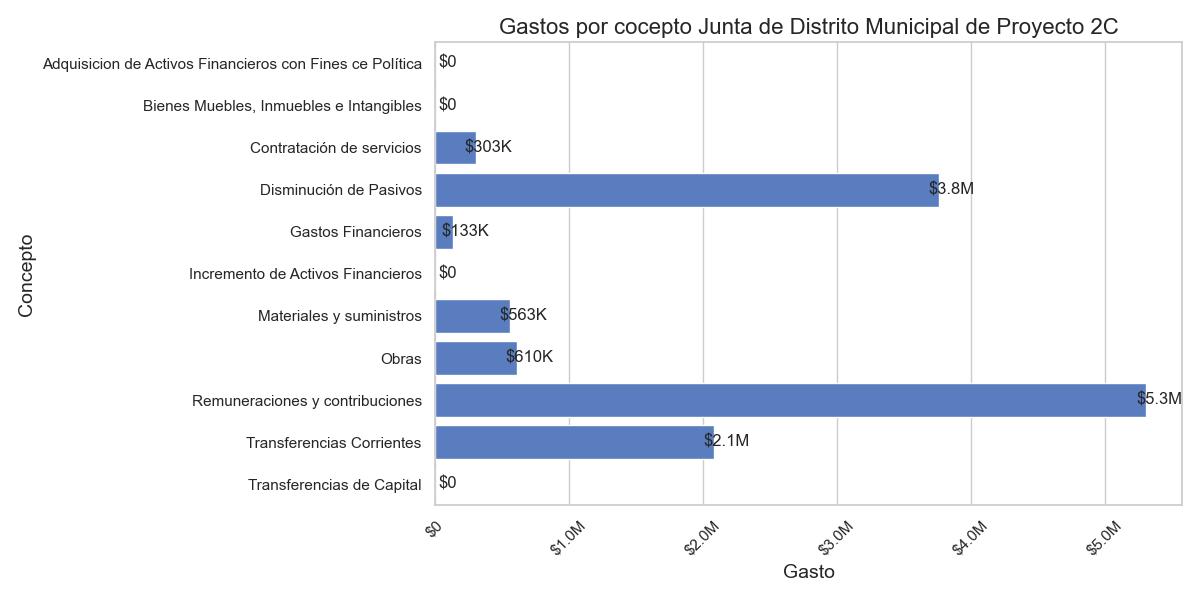 Gastos por cocepto Junta de Distrito Municipal de Proyecto 2C
Concepto
Adquisicion de Activos Financieros con Fines ce Política $0
Bienes Muebles, Inmuebles e Intangibles $0
Contratación de servicios $303K
Disminución de Pasivos $3.8M
Gastos Financieros $133K
Incremento de Activos Financieros $0
Materiales y suministros $563K
Obras $610K
Remuneraciones y contribuciones $5.3M
Transferencias Corrientes $2.1M
Transferencias de Capital $0
$0 $1.0M $2.0M $3.0M $4.0M $5.0M
Gasto